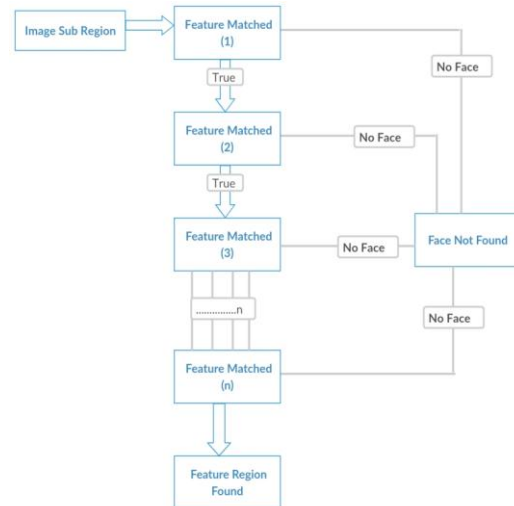 Image Sub Region
Feature Matched
(1)
No Face
True
Feature Matched
(2)
No Face
True
Feature Matched
(3)
No Face
Face Not Found
...............n
No Face
Feature Matched
(n)
Feature Region
Found